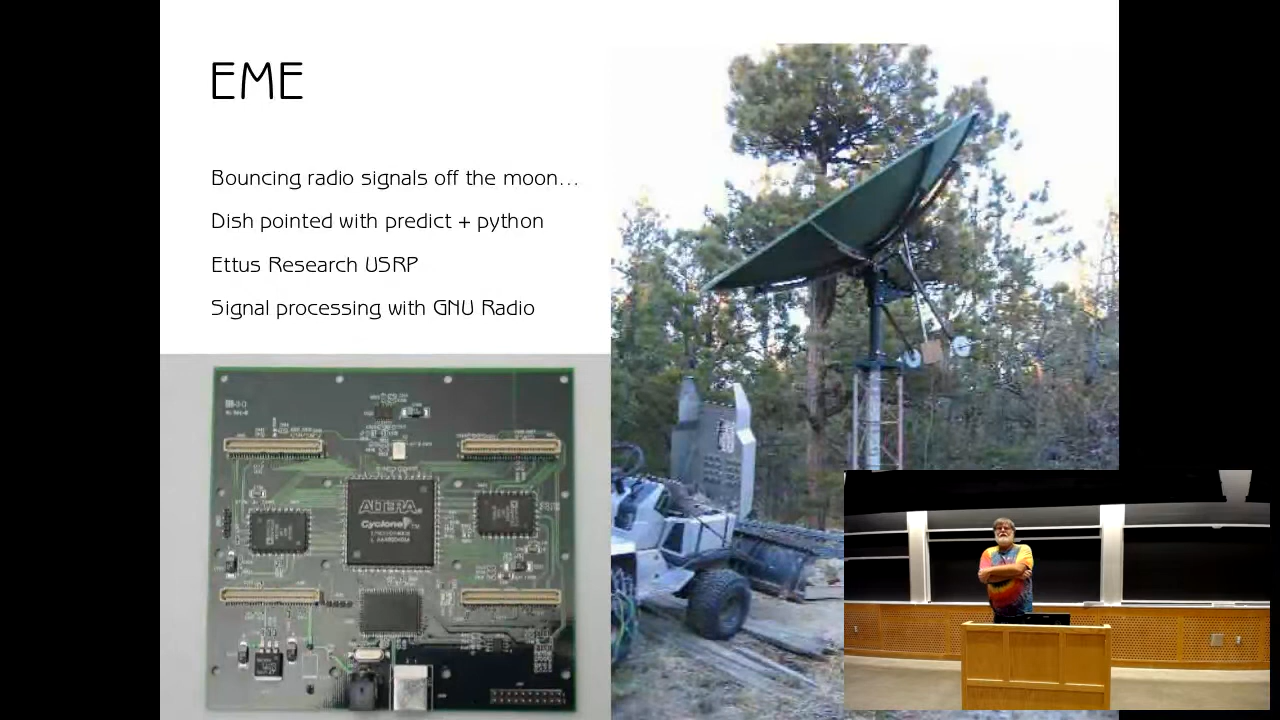 EME
Bouncing radio signals off the moon...
Dish pointed with predict + python
Ettus Research USRP
Signal processing with GNU Radio
ALTERA
Cyclone™